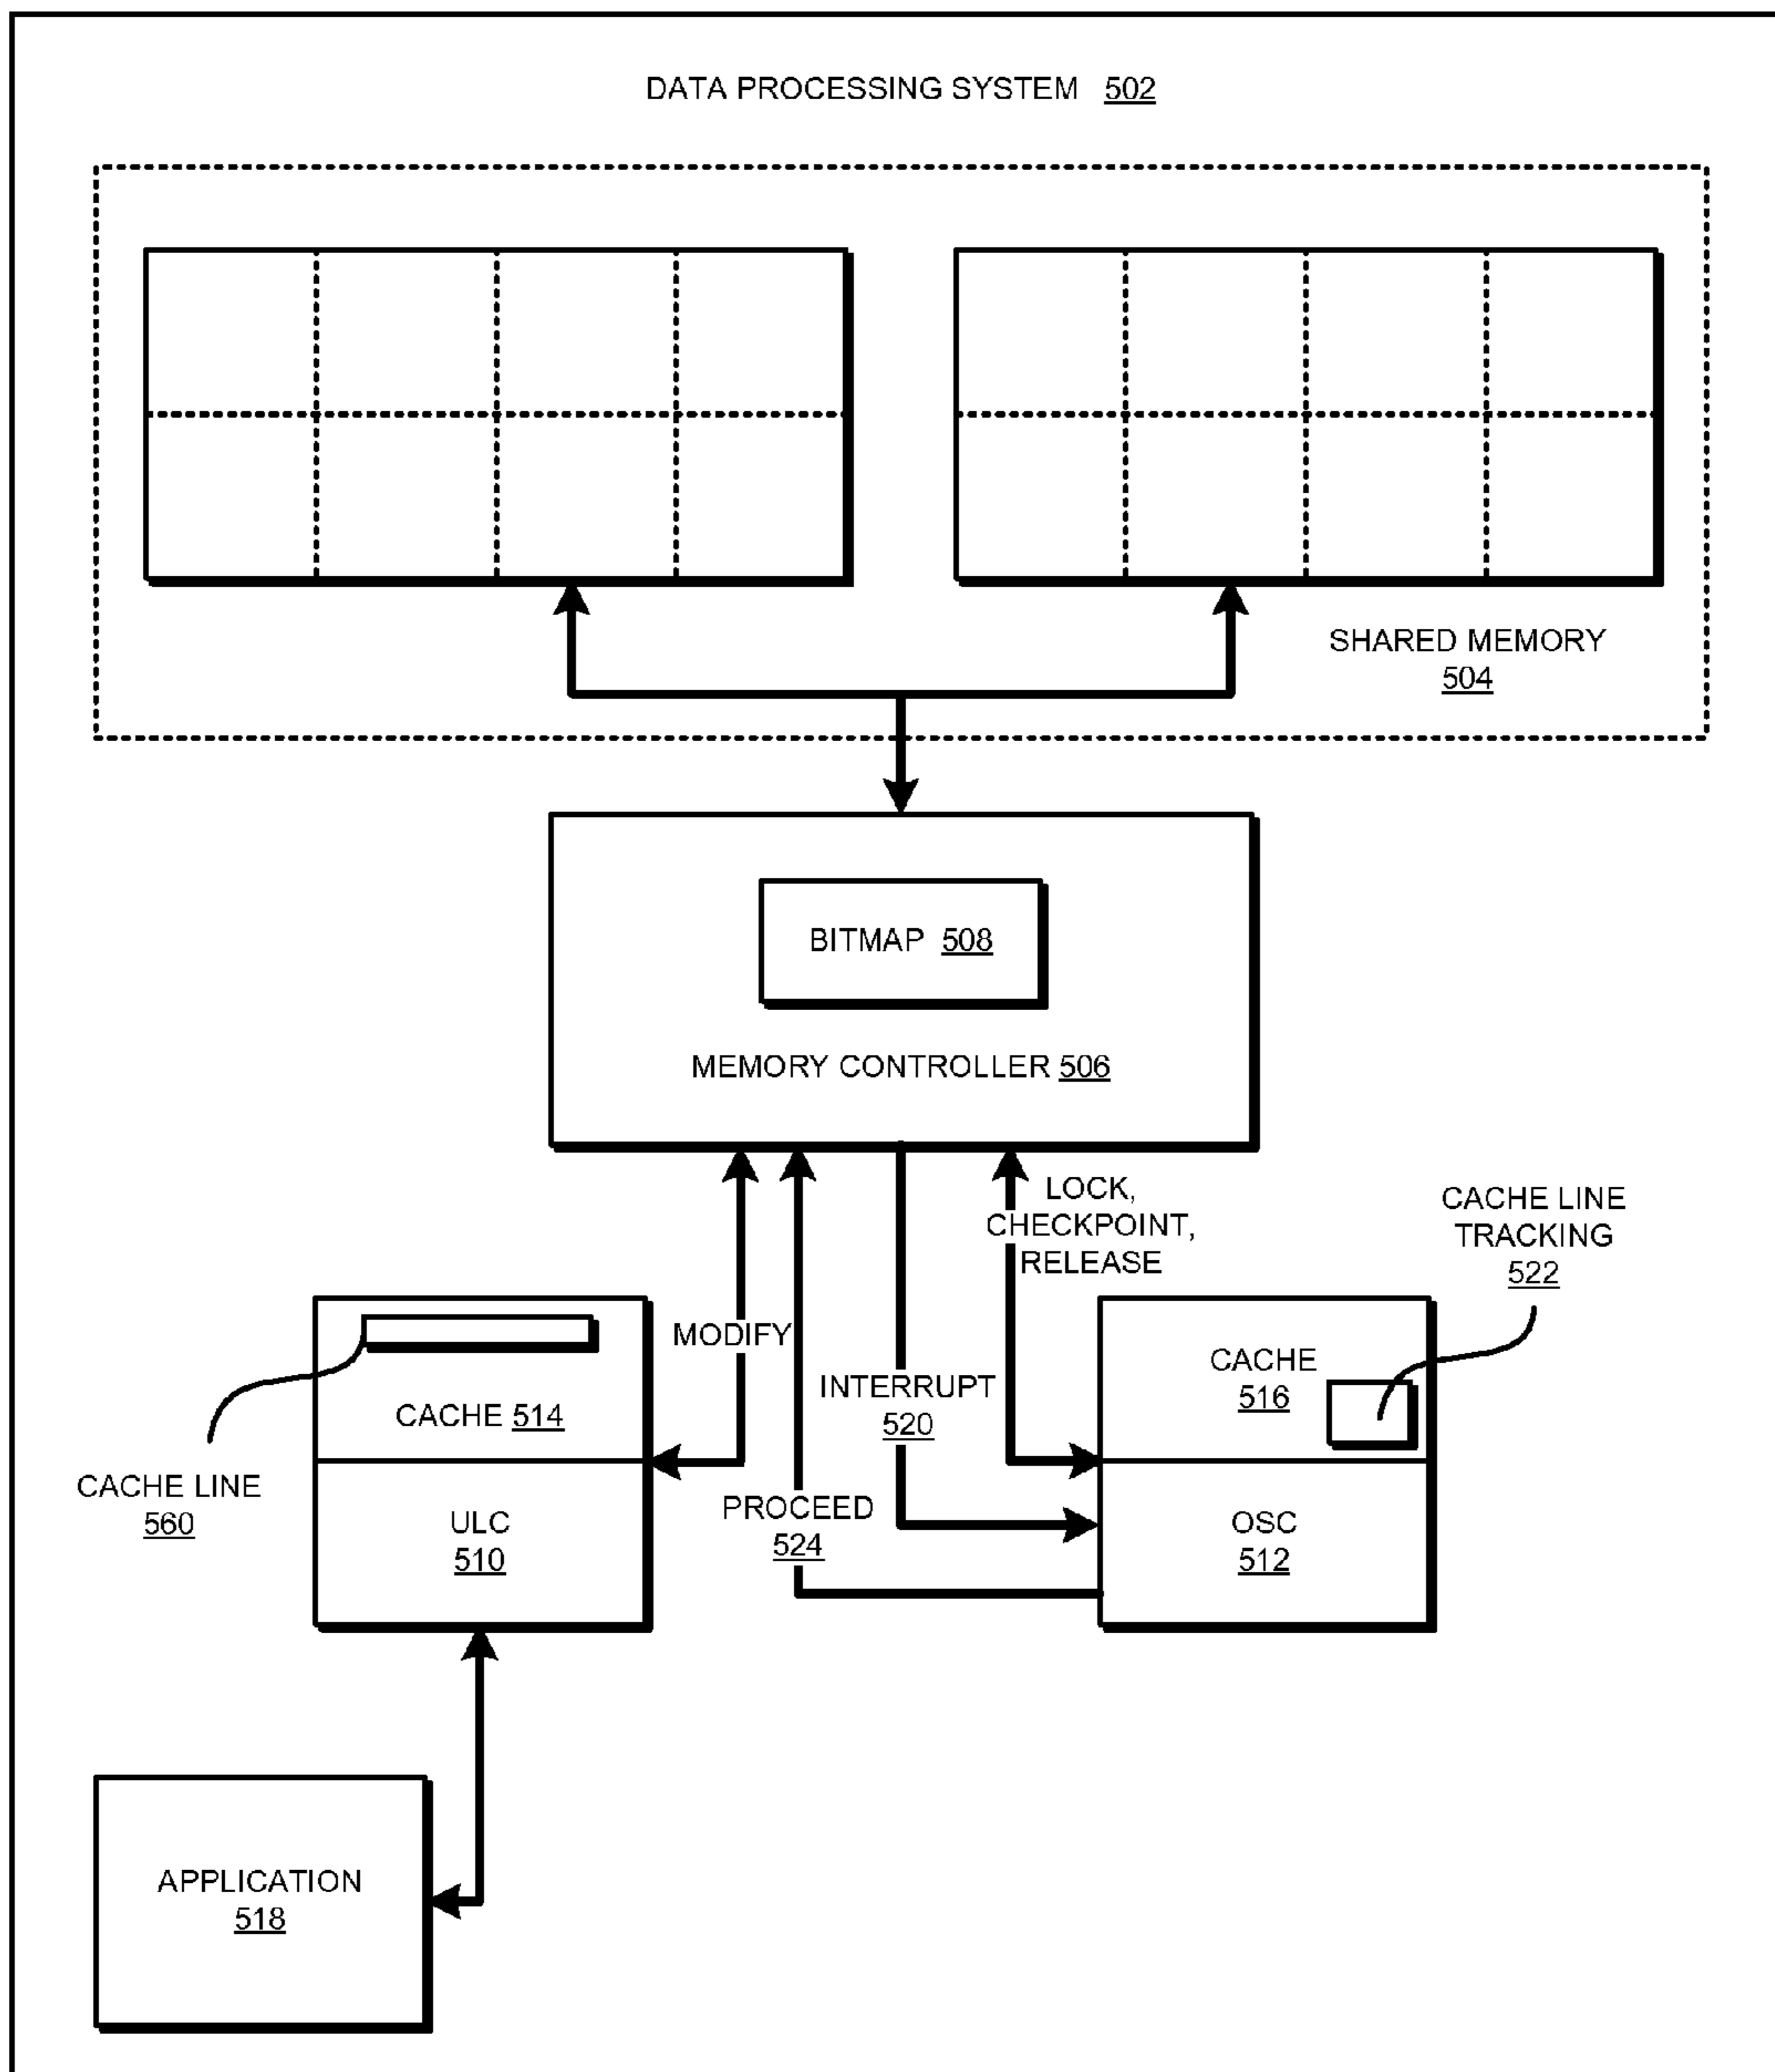 DATA PROCESSING SYSTEM 502
SHARED MEMORY
504
BITMAP 508
MEMORY CONTROLLER 506
LOCK,
CHECKPOINT,
RELEASE
CACHE LINE
TRACKING
522
MODIFY
INTERRUPT
520
CACHE
516
CACHE 514
CACHE LINE
560
PROCEED
524
ULC
510
OSC
512
APPLICATION
518